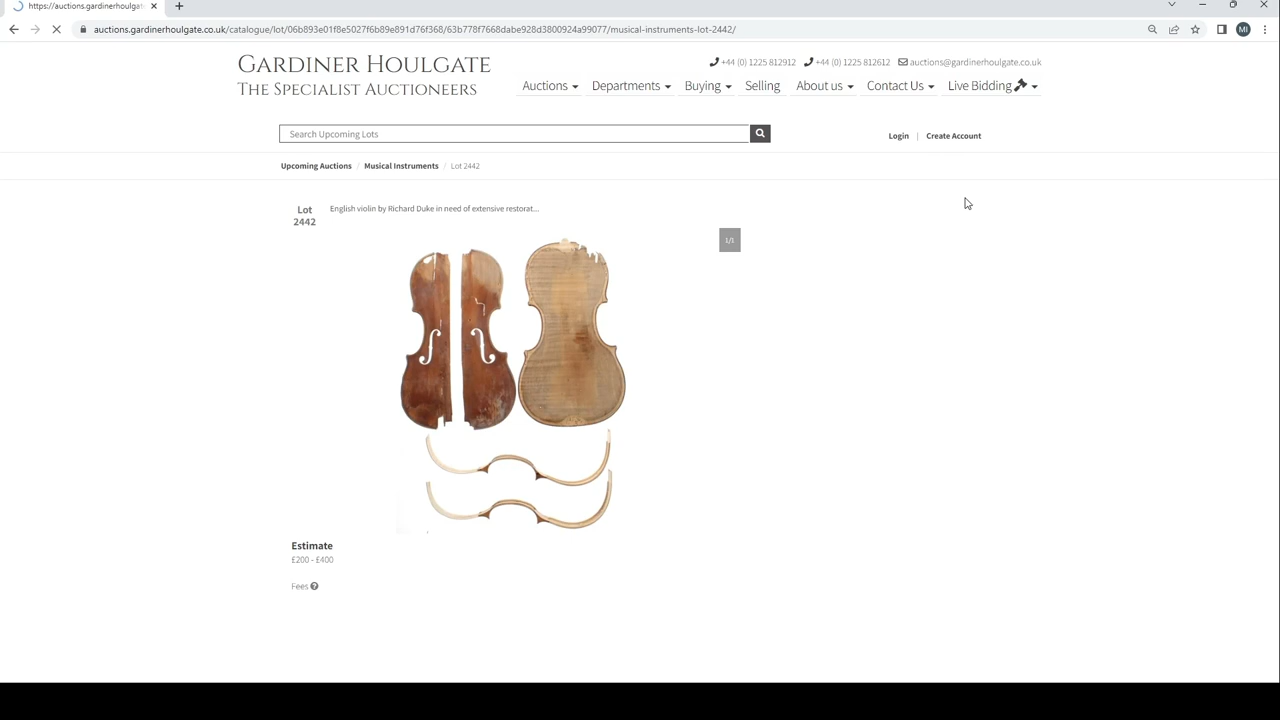 https://auctions.gardinerhoulga
auctions.gardinerhoulgate.co.uk/catalogue/lot/06b893e01f8e5027f6b89e891d76f368/63b778f7668dabe928d3800924a99077/musical-instruments-lot-2442/
MI
GARDINER HOULGATE
THE SPECIALIST AUCTIONEERS
+44 (0) 1225 812912 +44 (0) 1225 812612 auctions@gardinerhoulgate.co.uk
Auctions Departments Buying Selling About us Contact Us Live Bidding
Search Upcoming Lots
Login | Create Account
Upcoming Auctions / Musical Instruments / Lot 2442
Lot
2442
English violin by Richard Duke in need of extensive restorat...
1/1
Estimate
£200 - £400
Fees